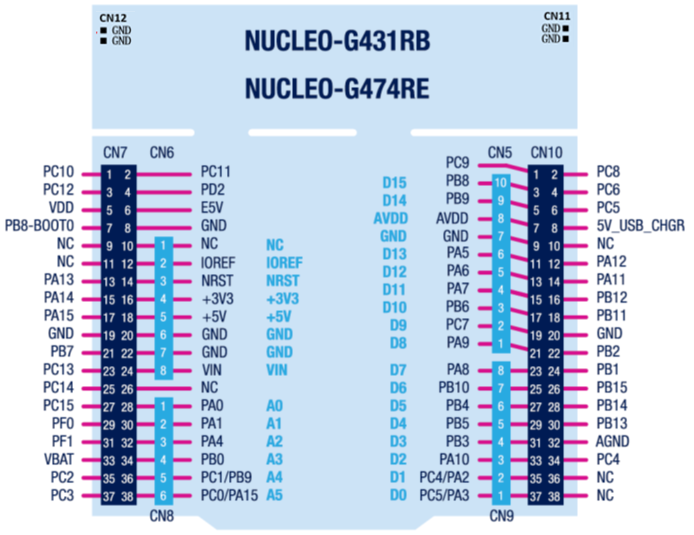 CN12
GND
GND
CN11
GND
GND
NUCLEO-G431RB
NUCLEO-G474RE
CN7 CN6 CN5 CN10
PC10 1 2 PC11 PC9 1 2 PC8
PC12 3 4 PD2 D15 PB8 10 3 4 PC6
VDD 5 6 E5V D14 PB9 9 5 6 PC5
PB8-BOOT0 7 8 GND AVDD AVDD 8 7 8 5V_USB_CHGR
NC 9 10 1 NC NC GND GND 7 9 10 NC
NC 11 12 2 IOREF IOREF D13 PA5 6 11 12 PA12
PA13 13 14 3 NRST NRST D12 PA6 5 13 14 PA11
PA14 15 16 4 +3V3 +3V3 D11 PA7 4 15 16 PB12
PA15 17 18 5 +5V +5V D10 PB6 3 17 18 PB11
GND 19 20 6 GND GND D9 PC7 2 19 20 GND
PB7 21 22 7 GND GND D8 PA9 1 21 22 PB2
PC13 23 24 8 VIN VIN D7 PA8 8 23 24 PB1
PC14 25 26 NC D6 PB10 7 25 26 PB15
PC15 27 28 1 PA0 A0 D5 PB4 6 27 28 PB14
PF0 29 30 2 PA1 A1 D4 PB5 5 29 30 PB13
PF1 31 32 3 PA4 A2 D3 PB3 4 31 32 AGND
VBAT 33 34 4 PB0 A3 D2 PA10 3 33 34 PC4
PC2 35 36 5 PC1/PB9 A4 D1 PC4/PA2 2 35 36 NC
PC3 37 38 6 PC0/PA15 A5 D0 PC5/PA3 1 37 38 NC
CN8 CN9